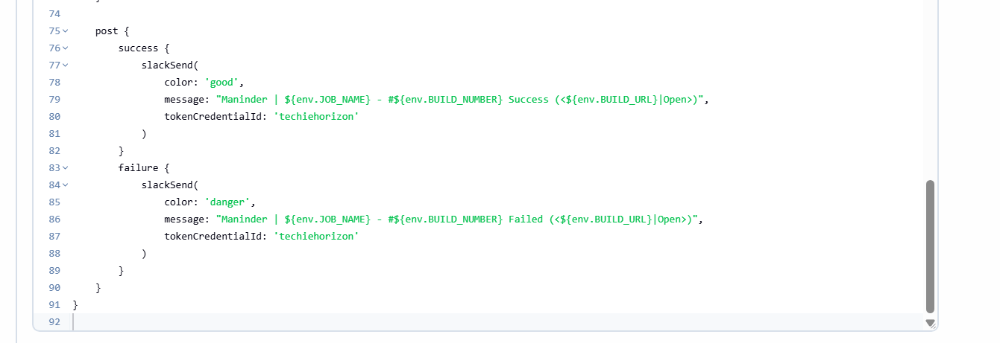 74
75 post {
76 success {
77 slackSend(
78 color: 'good',
79 message: "Maninder | ${env.JOB_NAME} - #${env.BUILD_NUMBER} Success (<${env.BUILD_URL}|Open>)",
80 tokenCredentialId: 'techiehorizon'
81 )
82 }
83 failure {
84 slackSend(
85 color: 'danger',
86 message: "Maninder | ${env.JOB_NAME} - #${env.BUILD_NUMBER} Failed (<${env.BUILD_URL}|Open>)",
87 tokenCredentialId: 'techiehorizon'
88 )
89 }
90 }
91 }
92